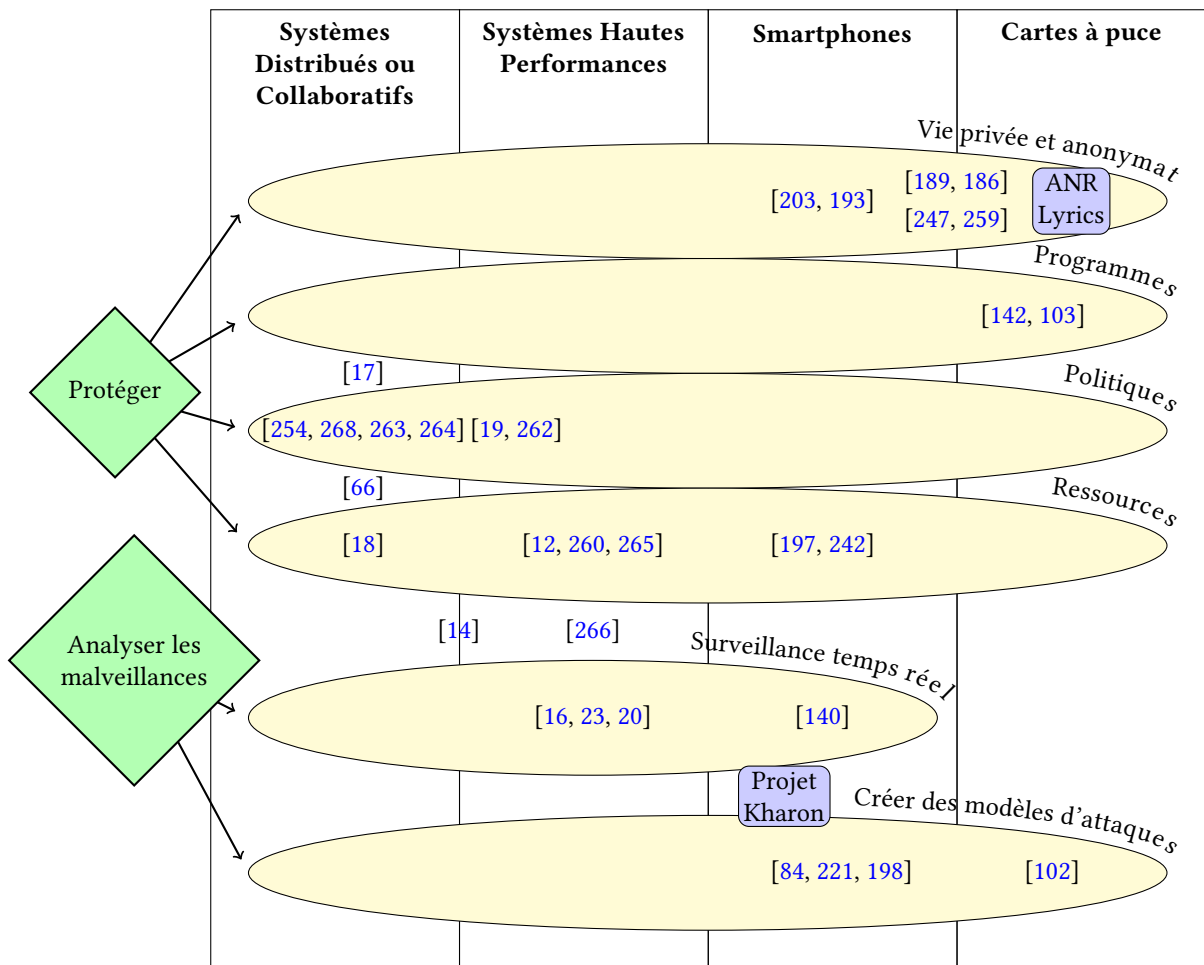 Systèmes
Distribués ou
Collaboratifs
Systèmes Hautes
Performances
Smartphones
Cartes à puce
Vie privée et anonymat
[203, 193]
[189, 186]
[247, 259]
ANR
Lyrics
Programmes
[142, 103]
Protéger
[17]
Politiques
[254, 268, 263, 264]
[19, 262]
[66]
Ressources
[18]
[12, 260, 265]
[197, 242]
Analyser les
malveillances
[14]
[266]
Surveillance temps réel
[16, 23, 20]
[140]
Projet
Kharon
Créer des modèles d'attaques
[84, 221, 198]
[102]